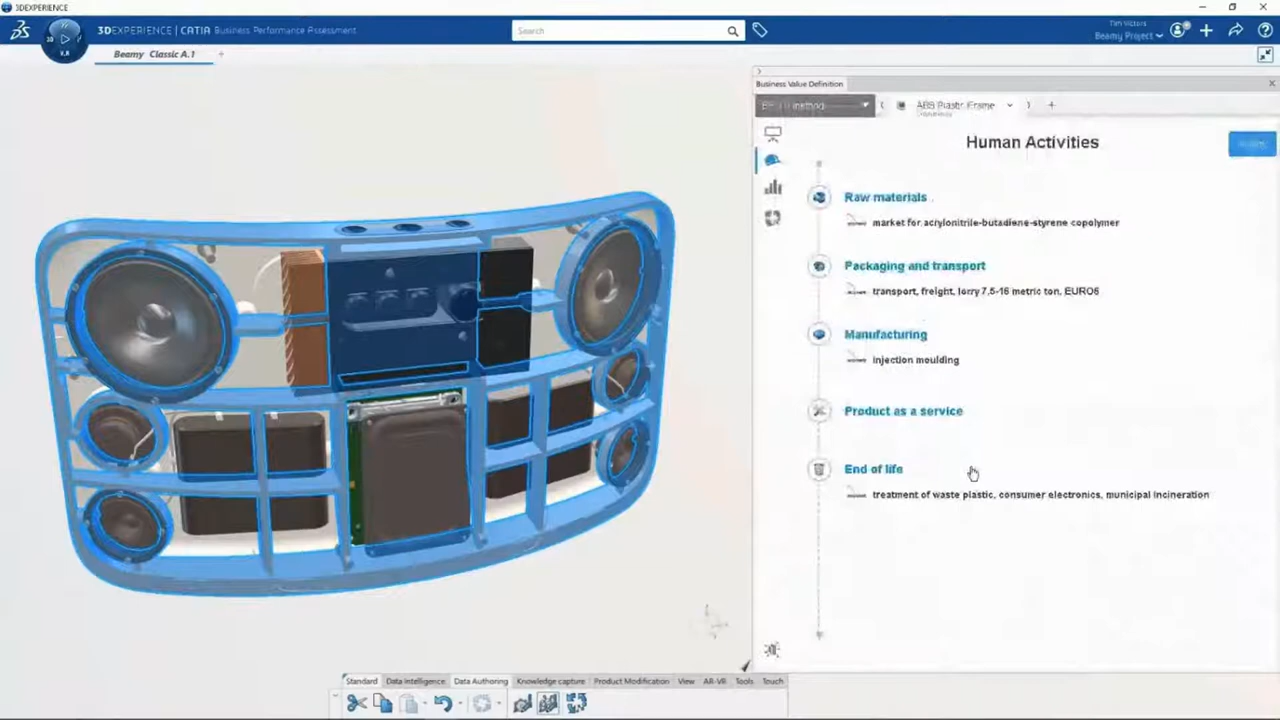 3DEXPERIENCE
3DEXPERIENCE | CATIA Business Performance Assessment
Search
Tim Victors
Beamy Project
3D
V.R
Beamy Classic A.1
Business Value Definition
method
ABS Plastic Frame
Human Activities
Raw materials
market for acrylonitrile-butadiene-styrene copolymer
Packaging and transport
transport, freight, lorry 7.5-16 metric ton, EURO6
Manufacturing
injection moulding
Product as a service
End of life
treatment of waste plastic, consumer electronics, municipal incineration
Standard Data Intelligence Data Authoring Knowledge capture Product Modification View AR-VR Tools Touch